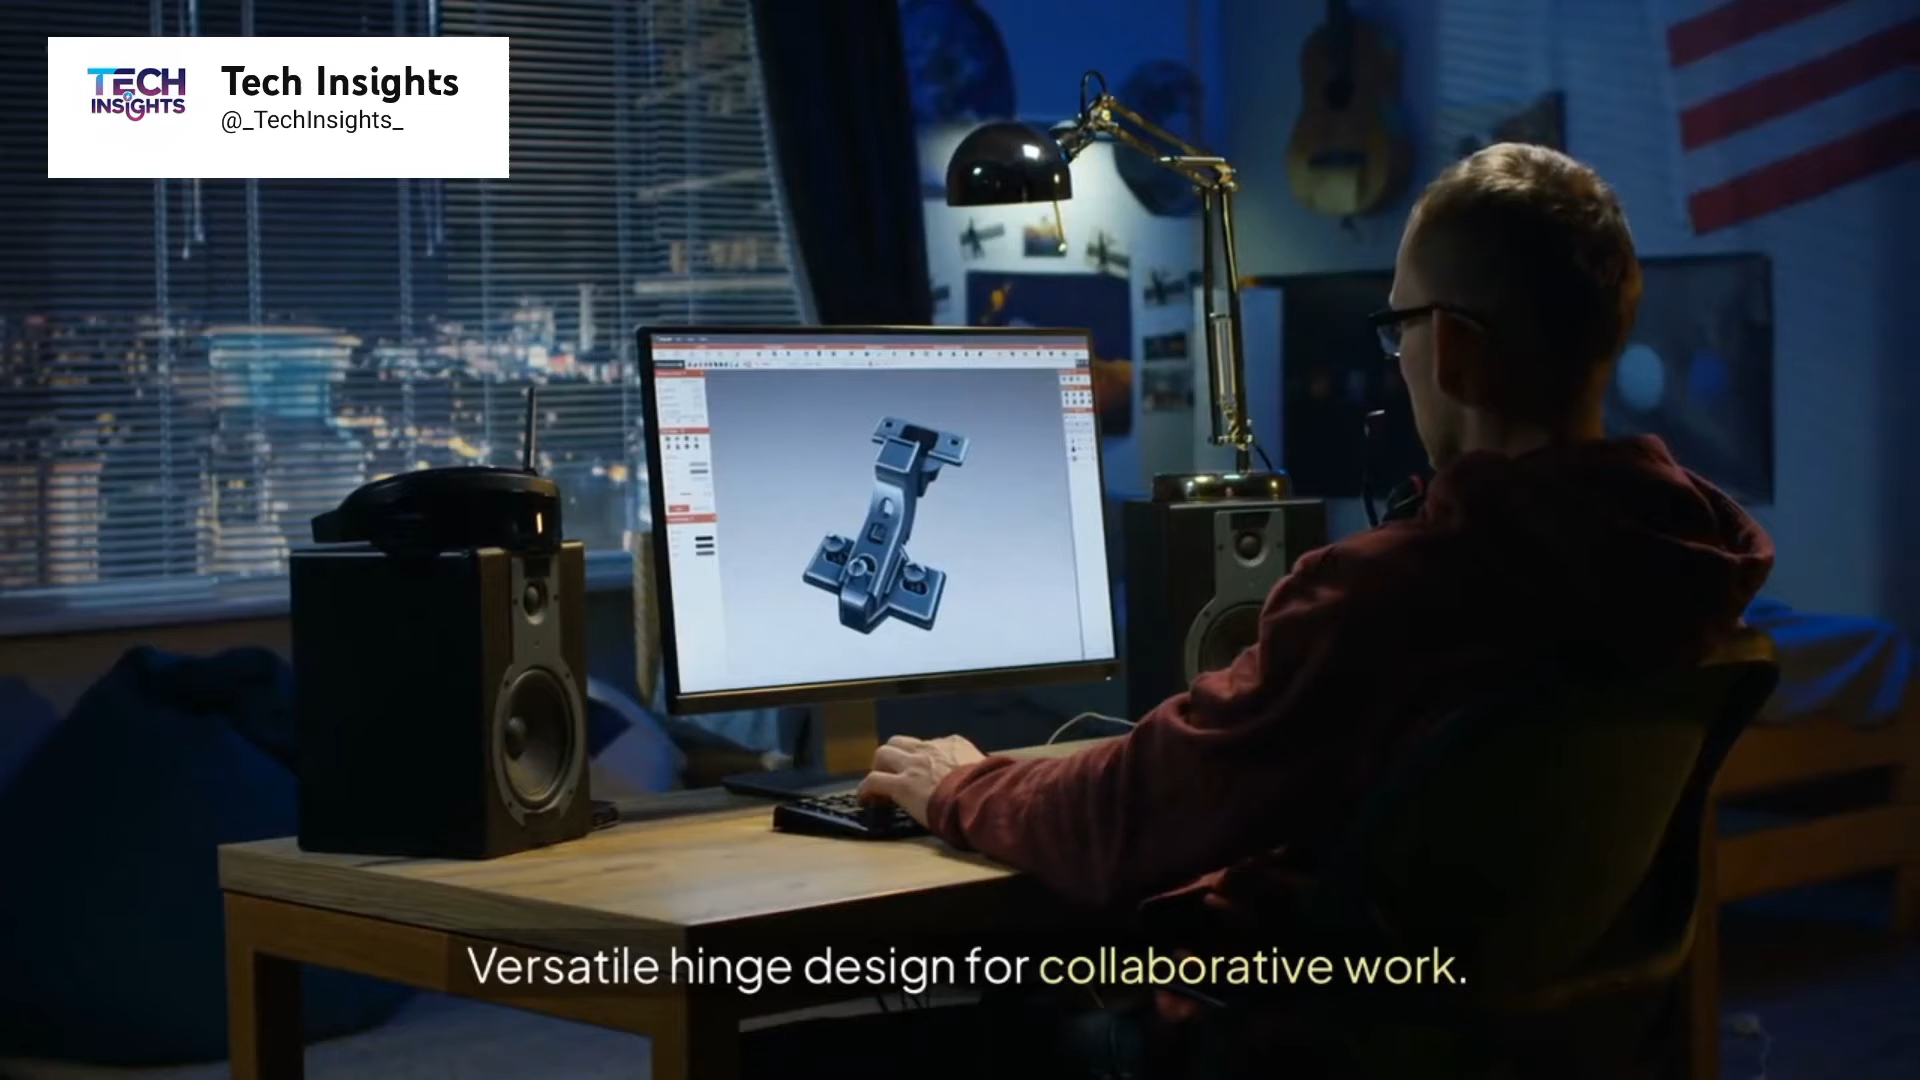 TECH
INSIGHTS
Tech Insights
@_TechInsights_
Versatile hinge design for collaborative work.